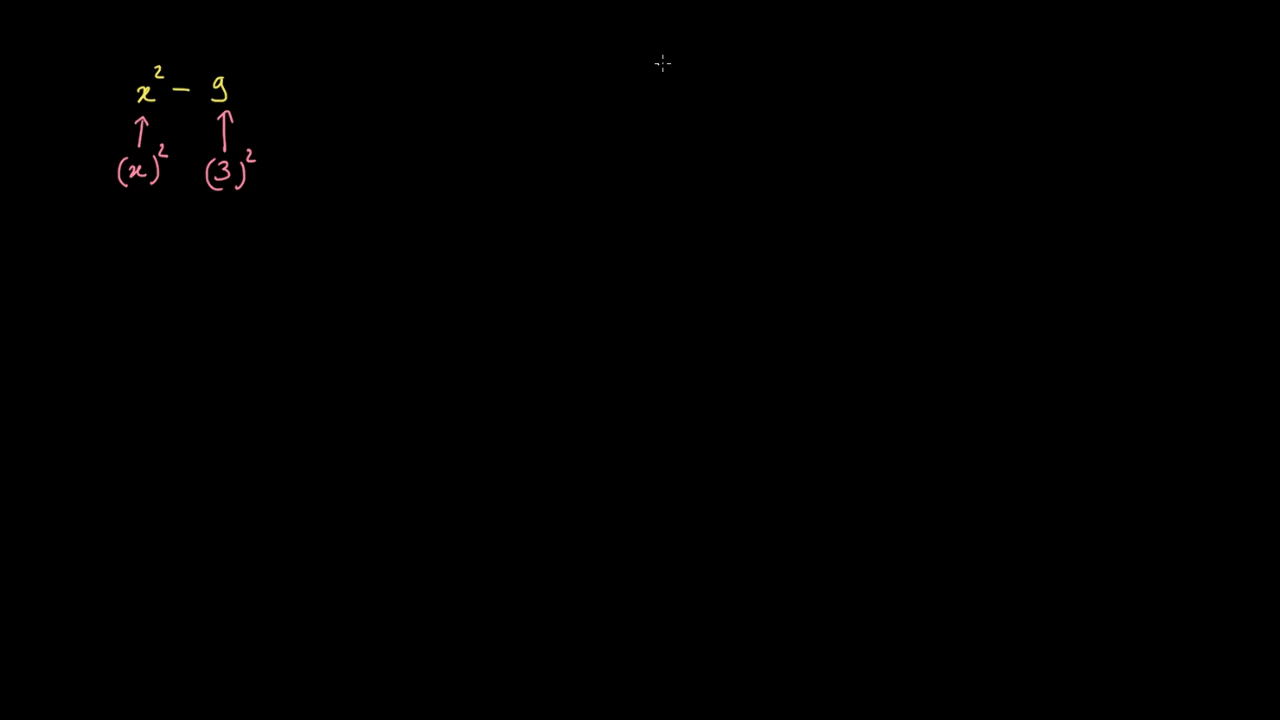 x² - 9
(x)² (3)²